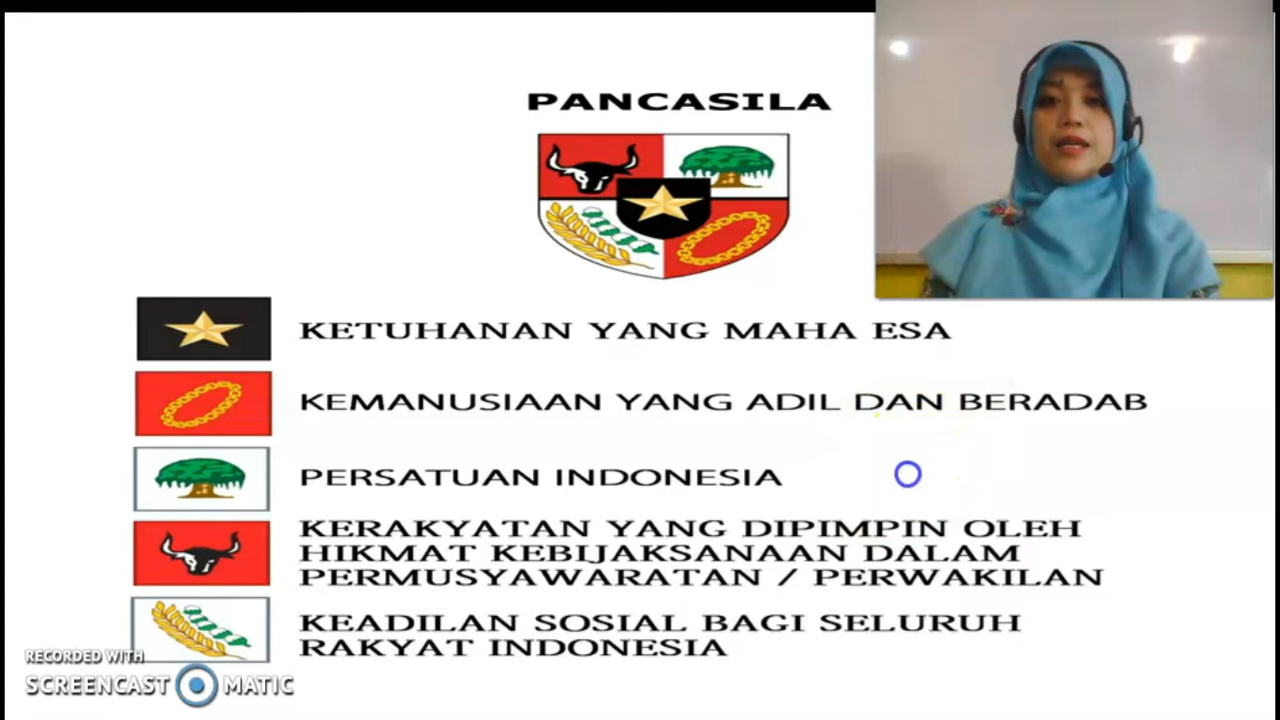 PANCASILA
KETUHANAN YANG MAHA ESA
KEMANUSIAAN YANG ADIL DAN BERADAB
PERSATUAN INDONESIA
KERAKYATAN YANG DIPIMPIN OLEH
HIKMAT KEBIJAKSANAAN DALAM
PERMUSYAWARATAN / PERWAKILAN
KEADILAN SOSIAL BAGI SELURUH
RAKYAT INDONESIA
RECORDED WITH
SCREENCAST MATIC